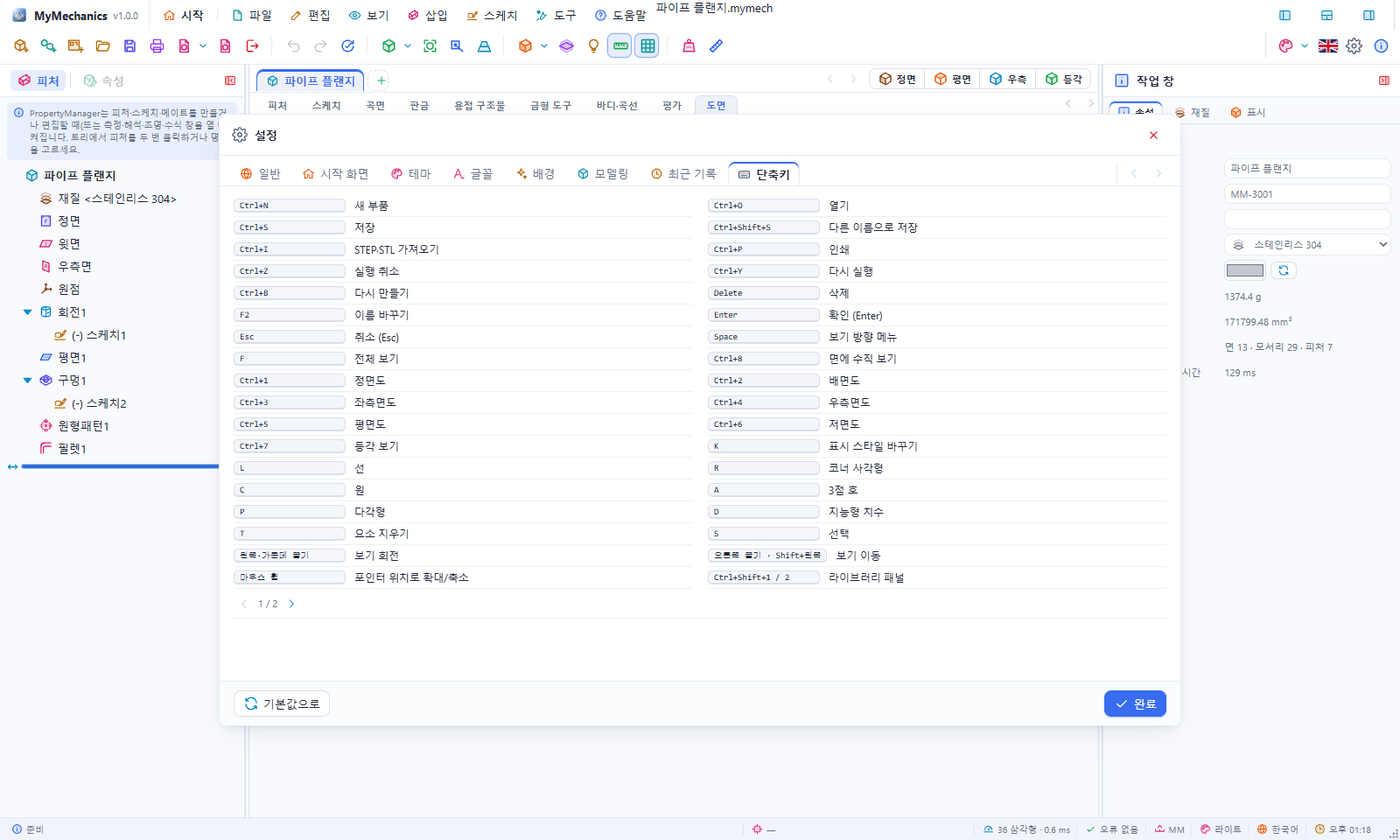 MyMechanics v1.0.0 시작 파일 편집 보기 삽입 스케치 도구 도움말 파이프 플랜지.mymech
피처 속성 파이프 플랜지 + 정면 평면 우측 등각 작업 창
피처 스케치 곡면 판금 용접 구조물 금형 도구 바디·곡선 평가 도면
속성 재질 표시
PropertyManager는 피처·스케치·메이트를 만들거
나 편집할 때(또는 측정·해석·조명·수식 창을 열
켜집니다. 트리에서 피처를 두 번 클릭하거나 명
을 고르세요.
파이프 플랜지
재질 <스테인리스 304>
정면
윗면
우측면
원점
회전1
(-) 스케치1
평면1
구멍1
(-) 스케치2
원형패턴1
필렛1
설정
일반 시작 화면 테마 글꼴 배경 모델링 최근 기록 단축키
Ctrl+N 새 부품 Ctrl+O 열기
Ctrl+S 저장 Ctrl+Shift+S 다른 이름으로 저장
Ctrl+I STEP·STL 가져오기 Ctrl+P 인쇄
Ctrl+Z 실행 취소 Ctrl+Y 다시 실행
Ctrl+B 다시 만들기 Delete 삭제
F2 이름 바꾸기 Enter 확인 (Enter)
Esc 취소 (Esc) Space 보기 방향 메뉴
F 전체 보기 Ctrl+8 면에 수직 보기
Ctrl+1 정면도 Ctrl+2 배면도
Ctrl+3 좌측면도 Ctrl+4 우측면도
Ctrl+5 평면도 Ctrl+6 저면도
Ctrl+7 등각 보기 K 표시 스타일 바꾸기
L 선 R 코너 사각형
C 원 A 3점 호
P 다각형 D 지능형 치수
T 요소 지우기 S 선택
왼쪽·가운데 끌기 보기 회전 오른쪽 끌기 · Shift+왼쪽 보기 이동
마우스 휠 포인터 위치로 확대/축소 Ctrl+Shift+1 / 2 라이브러리 패널
1 / 2
기본값으로 완료
파이프 플랜지
MM-3001
스테인리스 304
1374.4 g
171799.48 mm³
면 13 · 모서리 29 · 피처 7
시간 129 ms
준비 — 36 삼각형 · 0.6 ms 오류 없음 MM 라이트 한국어 오후 01:18